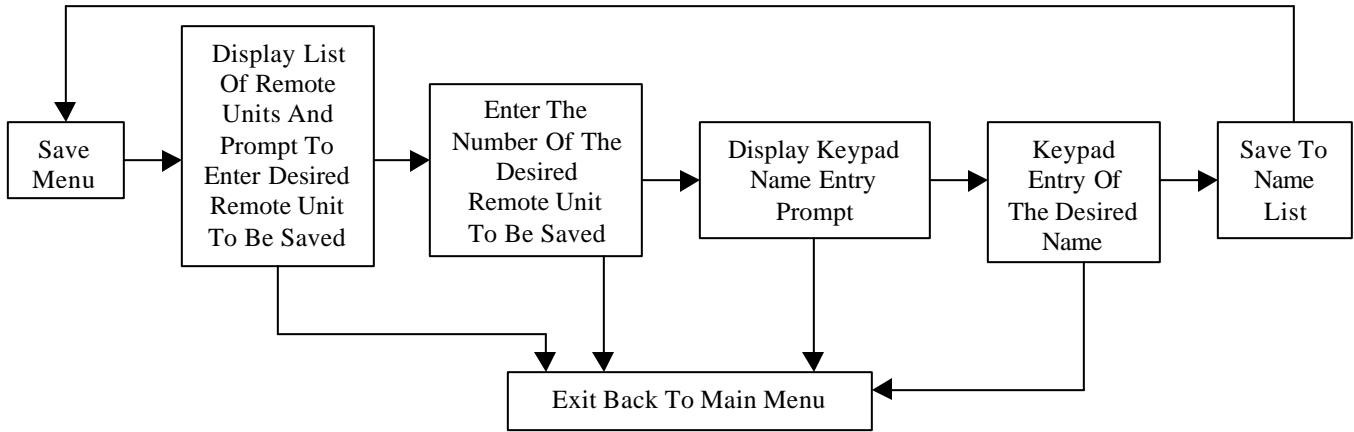 Save
Menu
Display List
Of Remote
Units And
Prompt To
Enter Desired
Remote Unit
To Be Saved
Enter The
Number Of The
Desired
Remote Unit
To Be Saved
Display Keypad
Name Entry
Prompt
Keypad
Entry Of
The Desired
Name
Save To
Name
List
Exit Back To Main Menu